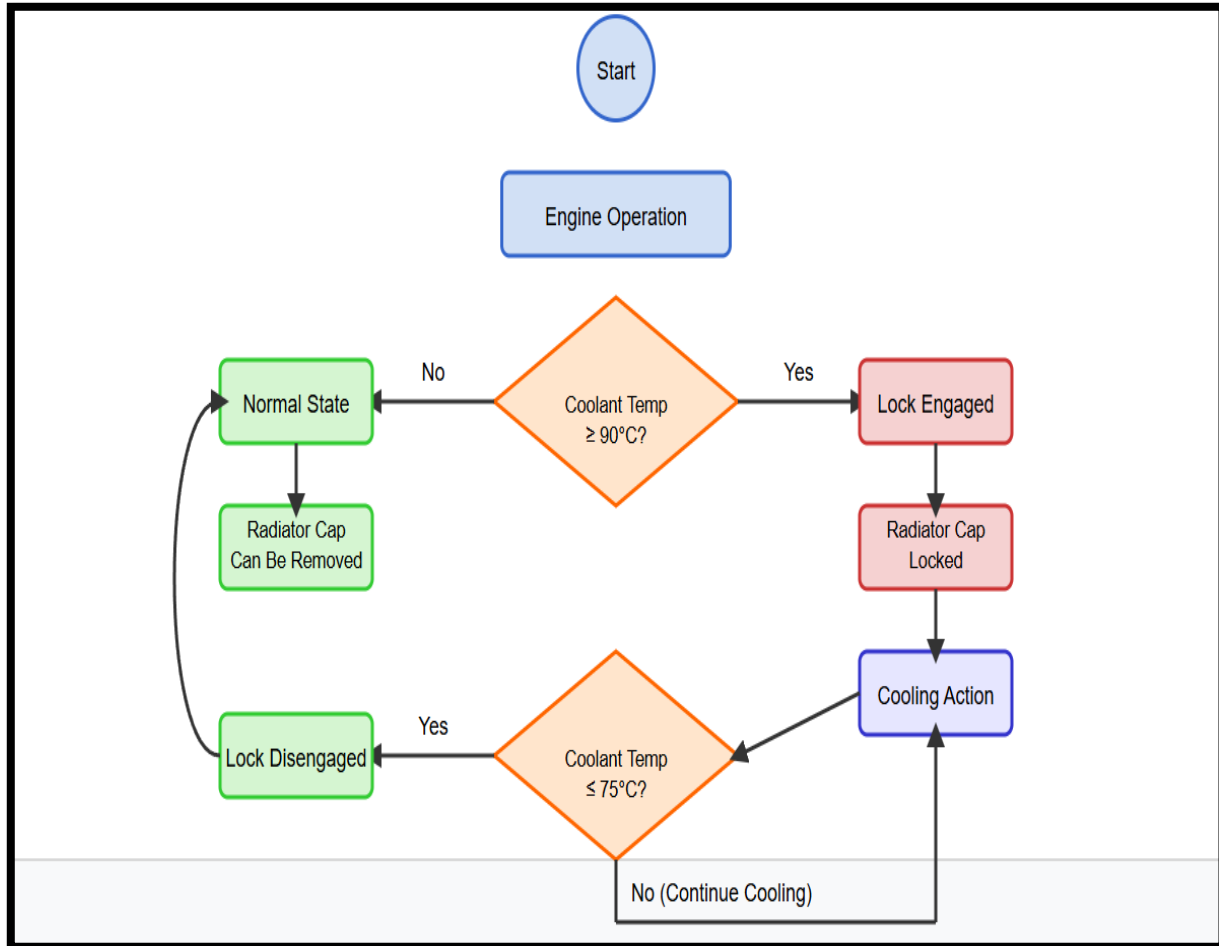 Start
Engine Operation
No
Yes
Normal State
Coolant Temp
≥ 90°C?
Lock Engaged
Radiator Cap
Can Be Removed
Radiator Cap
Locked
Cooling Action
Yes
Lock Disengaged
Coolant Temp
≤ 75°C?
No (Continue Cooling)